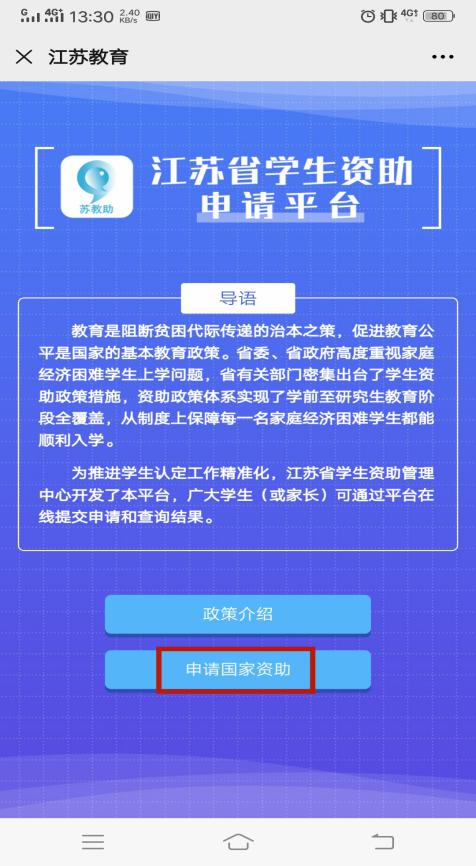 G 4G 13:30 2.40 KB/s 4G 80
江苏教育
苏教助
江苏省学生资助
申请平台
导语
教育是阻断贫困代际传递的治本之策，促进教育公
平是国家的基本教育政策。省委、省政府高度重视家庭
经济困难学生上学问题，省有关部门密集出台了学生资
助政策措施，资助政策体系实现了学前至研究生教育阶
段全覆盖，从制度上保障每一名家庭经济困难学生都能
顺利入学。
为推进学生认定工作精准化，江苏省学生资助管理
中心开发了本平台，广大学生（或家长）可通过平台在
线提交申请和查询结果。
政策介绍
申请国家资助